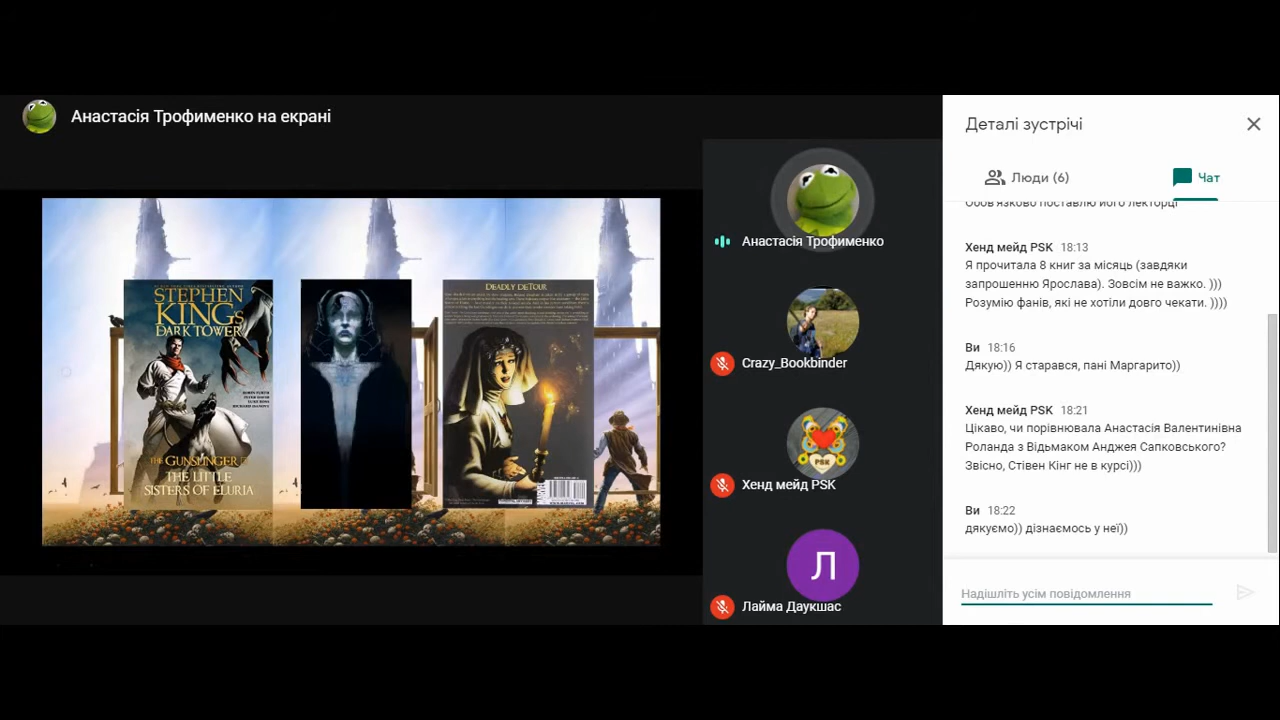 Анастасія Трофименко на екрані
STEPHEN
KING'S
DARK TOWER
THE GUNSLINGER
THE LITTLE
SISTERS OF ELURIA
DEADLY DETOUR
MARVEL
Анастасія Трофименко
Crazy_Bookbinder
PSK
Хенд мейд PSK
Л
Лайма Даукшас
Деталі зустрічі
Люди (6)
Чат
Обов'язково поставлю його лекторці
Хенд мейд PSK 18:13
Я прочитала 8 книг за місяць (завдяки
запрошенню Ярослава). Зовсім не важко. )))
Розумію фанів, які не хотіли довго чекати. ))))
Ви 18:16
Дякую)) Я старався, пані Маргарито))
Хенд мейд PSK 18:21
Цікаво, чи порівнювала Анастасія Валентинівна
Роланда з Відьмаком Анджея Сапковського?
Звісно, Стівен Кінг не в курсі)))
Ви 18:22
дякуємо)) дізнаємось у неї))
Надішліть усім повідомлення